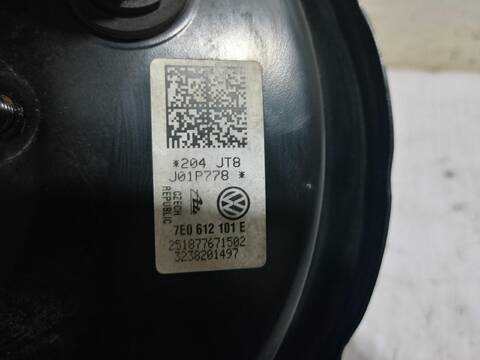 *204 JT8
J01P778 *
CZECH
REPUBLIC
7E0 612 101 E
251877671502
3238201497